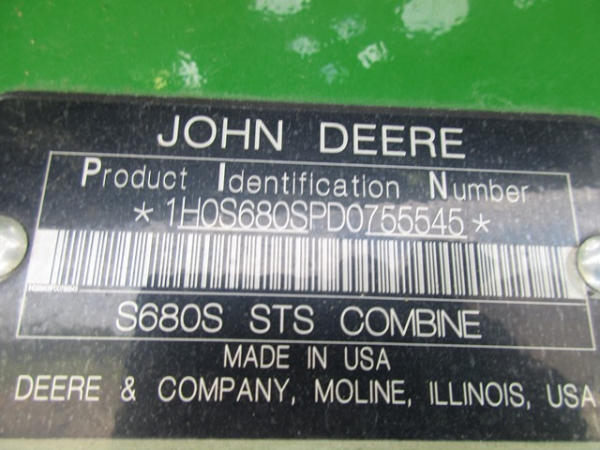 JOHN DEERE
Product Identification Number
*1H0S680SPD0755545*
S680S STS COMBINE
MADE IN USA
DEERE & COMPANY, MOLINE, ILLINOIS, USA